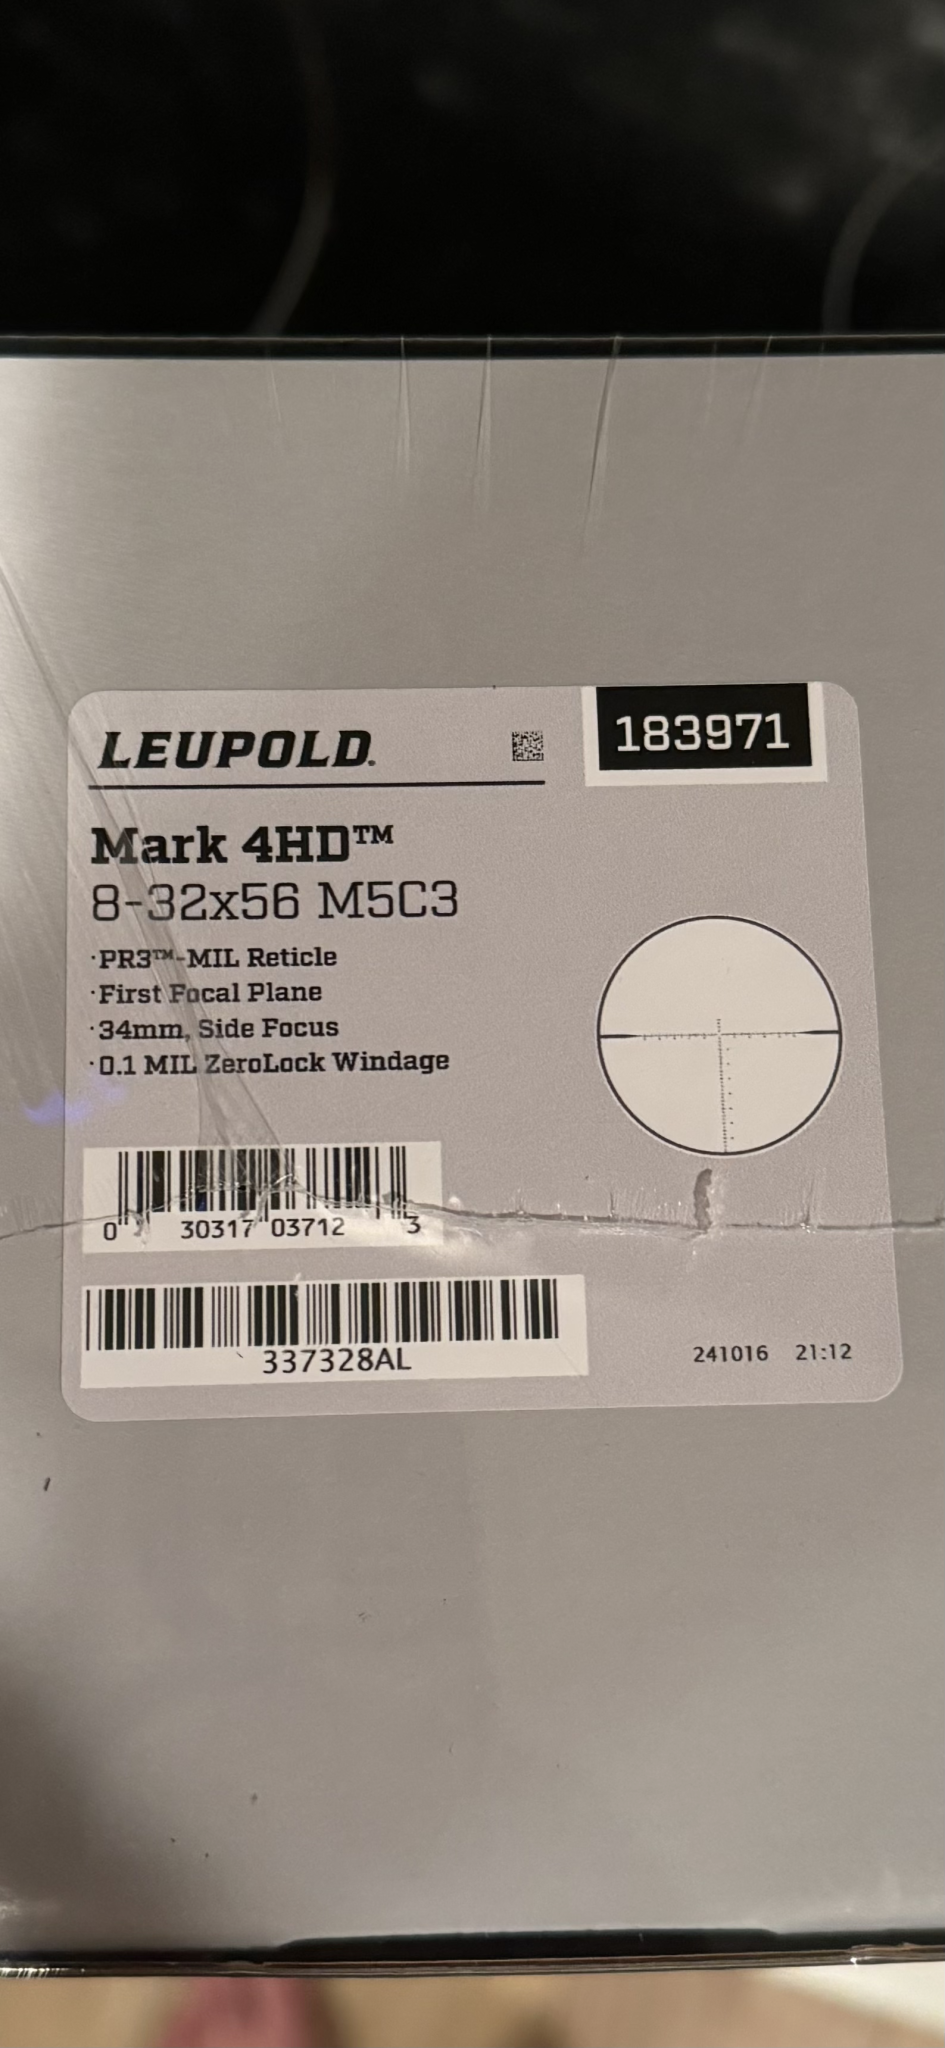 LEUPOLD.
183971
Mark 4HD™
8-32x56 M5C3
·PR3™-MIL Reticle
·First Focal Plane
·34mm, Side Focus
·0.1 MIL ZeroLock Windage
0 30317 03712 3
337328AL
241016 21:12